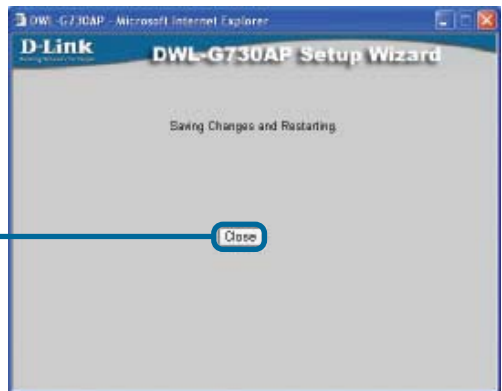 DWL-G730AP - Microsoft Internet Explorer
D-Link
DWL-G730AP Setup Wizard
Saving Changes and Restarting.
Close